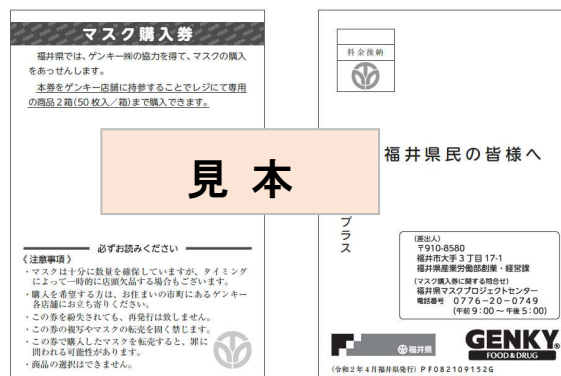 マスク購入券
福井県では、ゲンキー㈱の協力を得て、マスクの購入
をあっせんします。
本券をゲンキー店舗に持参することでレジにて専用
の商品2箱(50枚入/箱)まで購入できます。
見本
必ずお読みください
《注意事項》
・マスクは十分に数量を確保していますが、タイミング
によって一時的に店頭欠品する場合もございます。
・購入を希望する方は、お住まいの市町にあるゲンキー
各店舗にお立ち寄りください。
・この券を紛失されても、再発行は致しません。
・この券の複写やマスクの転売を固く禁じます。
・この券で購入したマスクを転売すると、罪に
問われる可能性があります。
・商品の選択はできません。
料金後納
福井県民の皆様へ
プラス
(差出人)
〒910-8580
福井市大手3丁目17-1
福井県産業労働部創業・経営課
(マスク購入券に関する問合せ)
福井県マスクプロジェクトセンター
電話番号 0776-20-0749
(午前9:00~午後5:00)
福井県
GENKY.
FOOD&DRUG
(令和2年4月福井県発行) PF082109152G